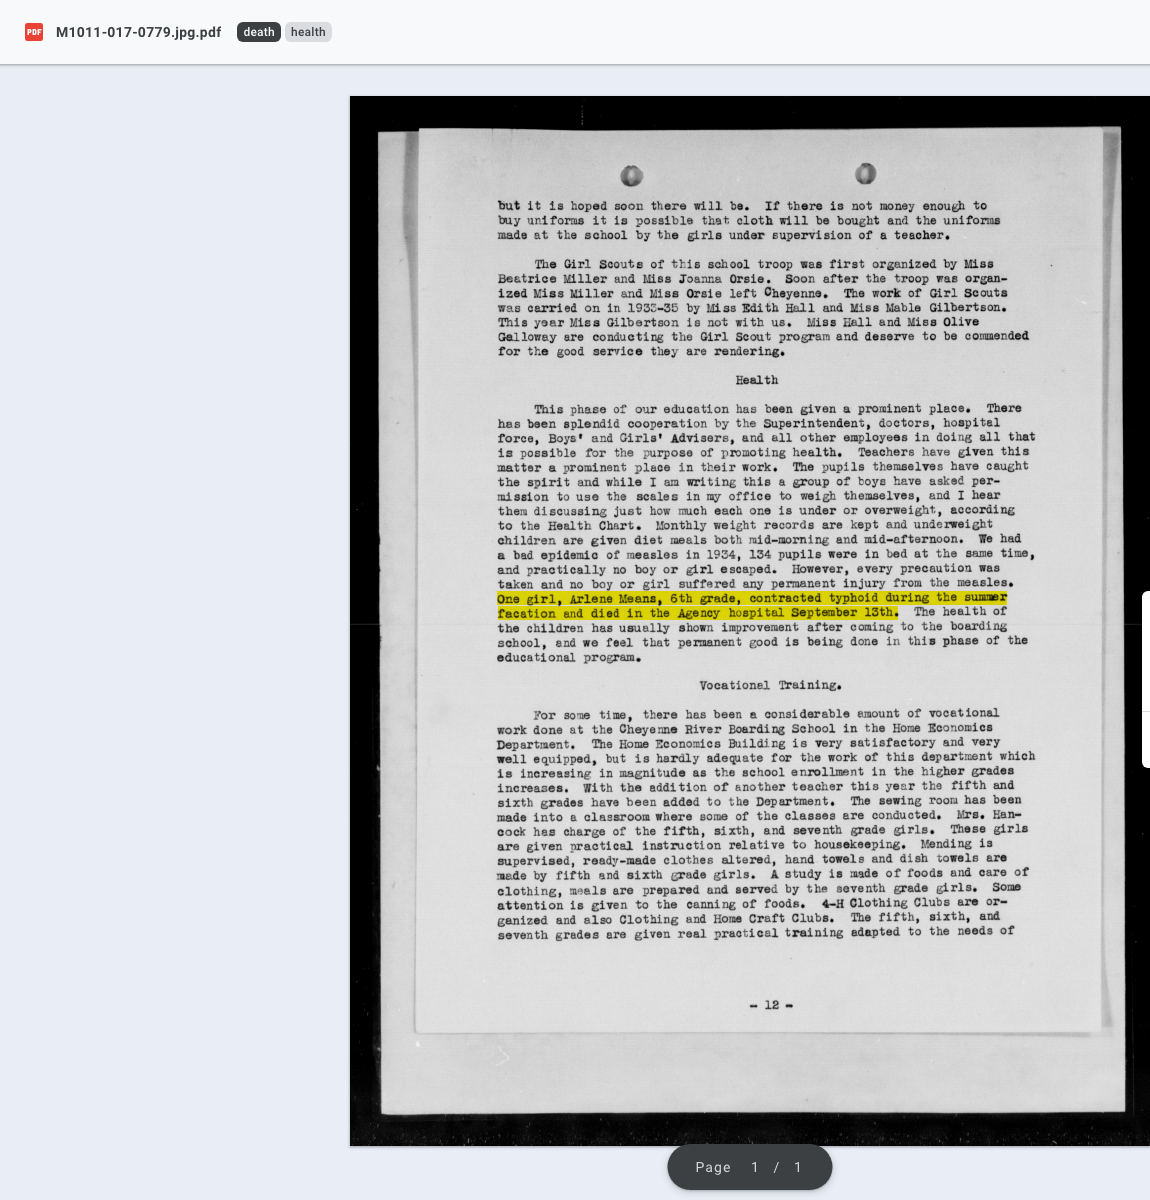 PDF M1011-017-0779.jpg.pdf death health
but it is hoped soon there will be. If there is not money enough to
buy uniforms it is possible that cloth will be bought and the uniforms
made at the school by the girls under supervision of a teacher.
The Girl Scouts of this school troop was first organized by Miss
Beatrice Miller and Miss Joanna Orsie. Soon after the troop was organ-
ized Miss Miller and Miss Orsie left Cheyenne. The work of Girl Scouts
was carried on in 1933-35 by Miss Edith Hall and Miss Mable Gilbertson.
This year Miss Gilbertson is not with us. Miss Hall and Miss Olive
Galloway are conducting the Girl Scout program and deserve to be commended
for the good service they are rendering.
Health
This phase of our education has been given a prominent place. There
has been splendid cooperation by the Superintendent, doctors, hospital
force, Boys' and Girls' Advisers, and all other employees in doing all that
is possible for the purpose of promoting health. Teachers have given this
matter a prominent place in their work. The pupils themselves have caught
the spirit and while I am writing this a group of boys have asked per-
mission to use the scales in my office to weigh themselves, and I hear
them discussing just how much each one is under or overweight, according
to the Health Chart. Monthly weight records are kept and underweight
children are given diet meals both mid-morning and mid-afternoon. We had
a bad epidemic of measles in 1934, 134 pupils were in bed at the same time,
and practically no boy or girl escaped. However, every precaution was
taken and no boy or girl suffered any permanent injury from the measles.
One girl, Arlene Means, 6th grade, contracted typhoid during the summer
facation and died in the Agency hospital September 13th. The health of
the children has usually shown improvement after coming to the boarding
school, and we feel that permanent good is being done in this phase of the
educational program.
Vocational Training.
For some time, there has been a considerable amount of vocational
work done at the Cheyenne River Boarding School in the Home Economics
Department. The Home Economics Building is very satisfactory and very
well equipped, but is hardly adequate for the work of this department which
is increasing in magnitude as the school enrollment in the higher grades
increases. With the addition of another teacher this year the fifth and
sixth grades have been added to the Department. The sewing room has been
made into a classroom where some of the classes are conducted. Mrs. Han-
cock has charge of the fifth, sixth, and seventh grade girls. These girls
are given practical instruction relative to housekeeping. Mending is
supervised, ready-made clothes altered, hand towels and dish towels are
made by fifth and sixth grade girls. A study is made of foods and care of
clothing, meals are prepared and served by the seventh grade girls. Some
attention is given to the canning of foods. 4-H Clothing Clubs are or-
ganized and also Clothing and Home Craft Clubs. The fifth, sixth, and
seventh grades are given real practical training adapted to the needs of
- 12 -
Page 1 / 1